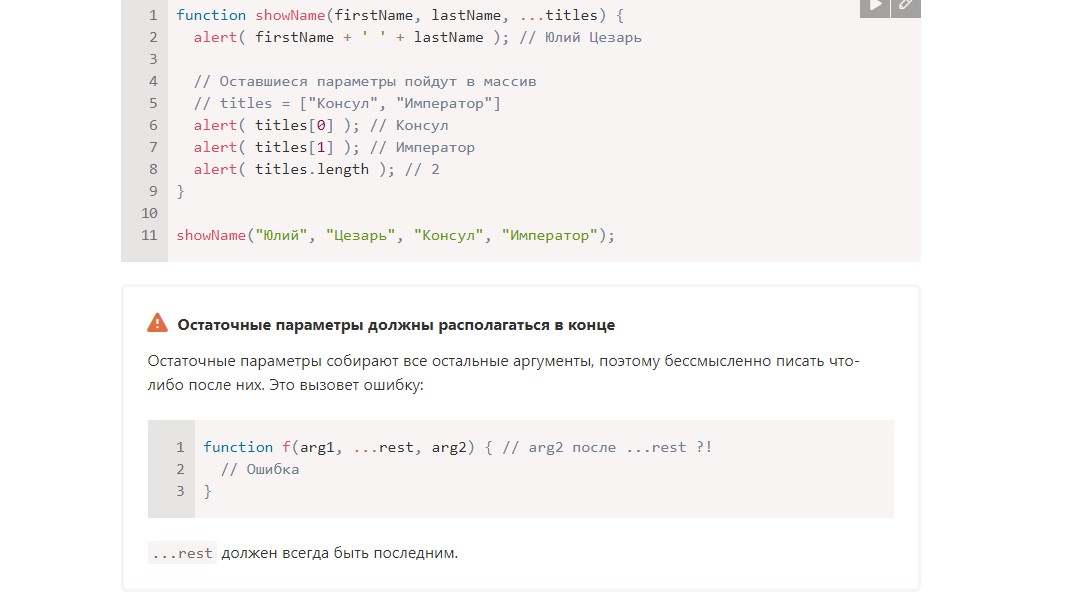 1 function showName(firstName, lastName, ...titles) {
2 alert( firstName + ' ' + lastName ); // Юлий Цезарь
3
4 // Оставшиеся параметры пойдут в массив
5 // titles = ["Консул", "Император"]
6 alert( titles[0] ); // Консул
7 alert( titles[1] ); // Император
8 alert( titles.length ); // 2
9 }
10
11 showName("Юлий", "Цезарь", "Консул", "Император");
Остаточные параметры должны располагаться в конце
Остаточные параметры собирают все остальные аргументы, поэтому бессмысленно писать что-
либо после них. Это вызовет ошибку:
1 function f(arg1, ...rest, arg2) { // arg2 после ...rest ?!
2 // Ошибка
3 }
...rest должен всегда быть последним.